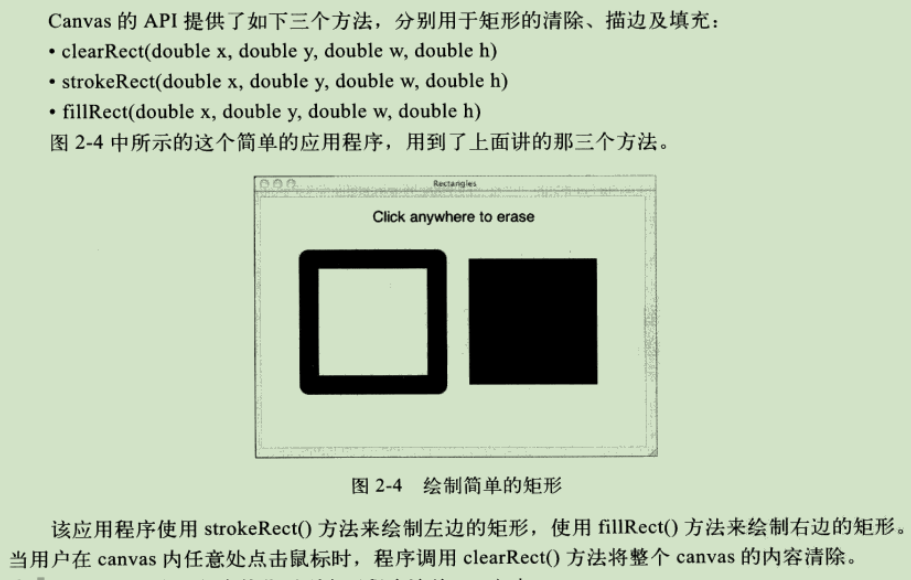 Canvas 的 API 提供了如下三个方法，分别用于矩形的清除、描边及填充：
• clearRect(double x, double y, double w, double h)
• strokeRect(double x, double y, double w, double h)
• fillRect(double x, double y, double w, double h)
图 2-4 中所示的这个简单的应用程序，用到了上面讲的那三个方法。
Rectangles
Click anywhere to erase
图 2-4 绘制简单的矩形
该应用程序使用 strokeRect() 方法来绘制左边的矩形，使用 fillRect() 方法来绘制右边的矩形。
当用户在 canvas 内任意处点击鼠标时，程序调用 clearRect() 方法将整个 canvas 的内容清除。